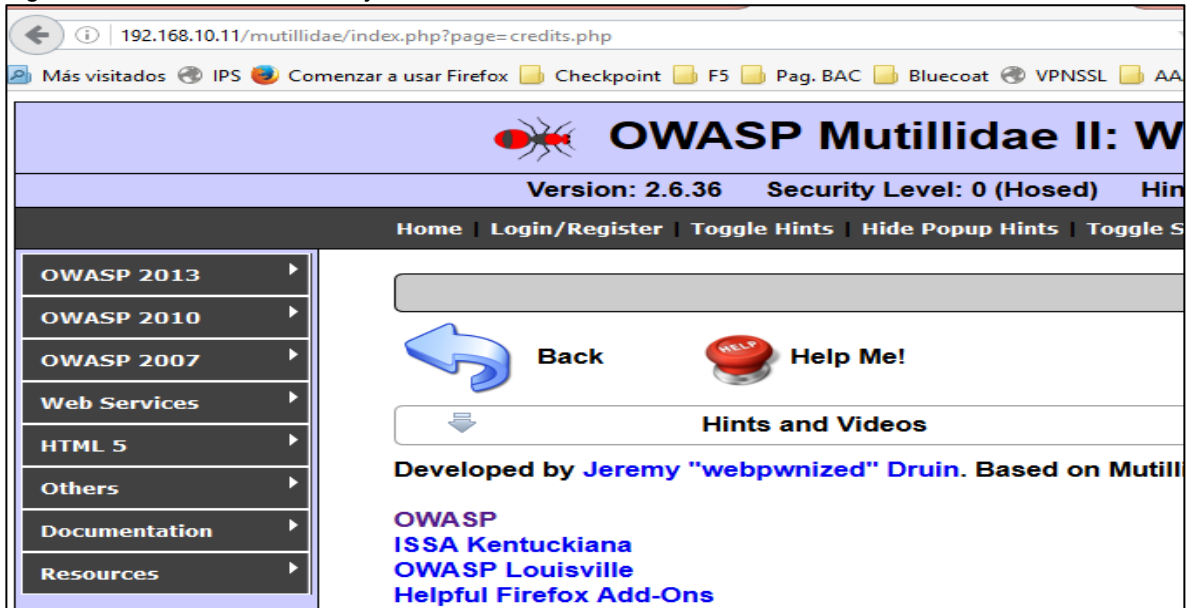 192.168.10.11/mutillidae/index.php?page=credits.php
Más visitados IPS Comenzar a usar Firefox Checkpoint F5 Pag. BAC Bluecoat VPNSSL AA
OWASP Mutillidae II: W
Version: 2.6.36 Security Level: 0 (Hosed) Hin
Home Login/Register Toggle Hints Hide Popup Hints Toggle S
OWASP 2013
OWASP 2010
OWASP 2007
Web Services
HTML 5
Others
Documentation
Resources
Back
HELP
Help Me!
Hints and Videos
Developed by Jeremy "webpwnized" Druin. Based on Mutilli
OWASP
ISSA Kentuckiana
OWASP Louisville
Helpful Firefox Add-Ons